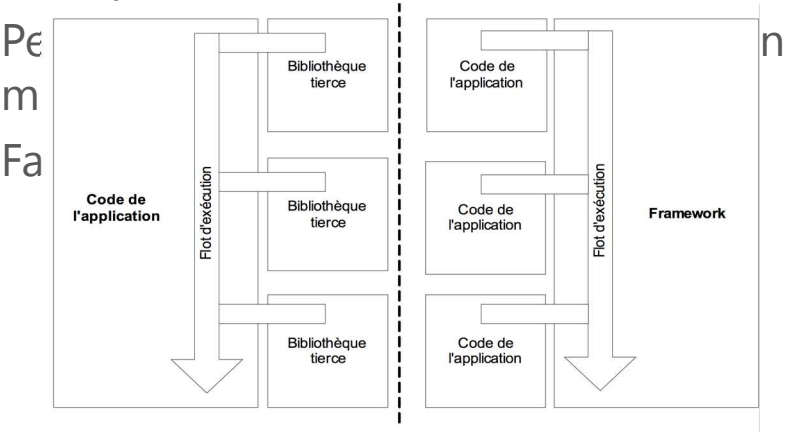 Code de
l'application
Flot d'exécution
Bibliothèque
tierce
Bibliothèque
tierce
Bibliothèque
tierce
Code de
l'application
Code de
l'application
Code de
l'application
Flot d'exécution
Framework